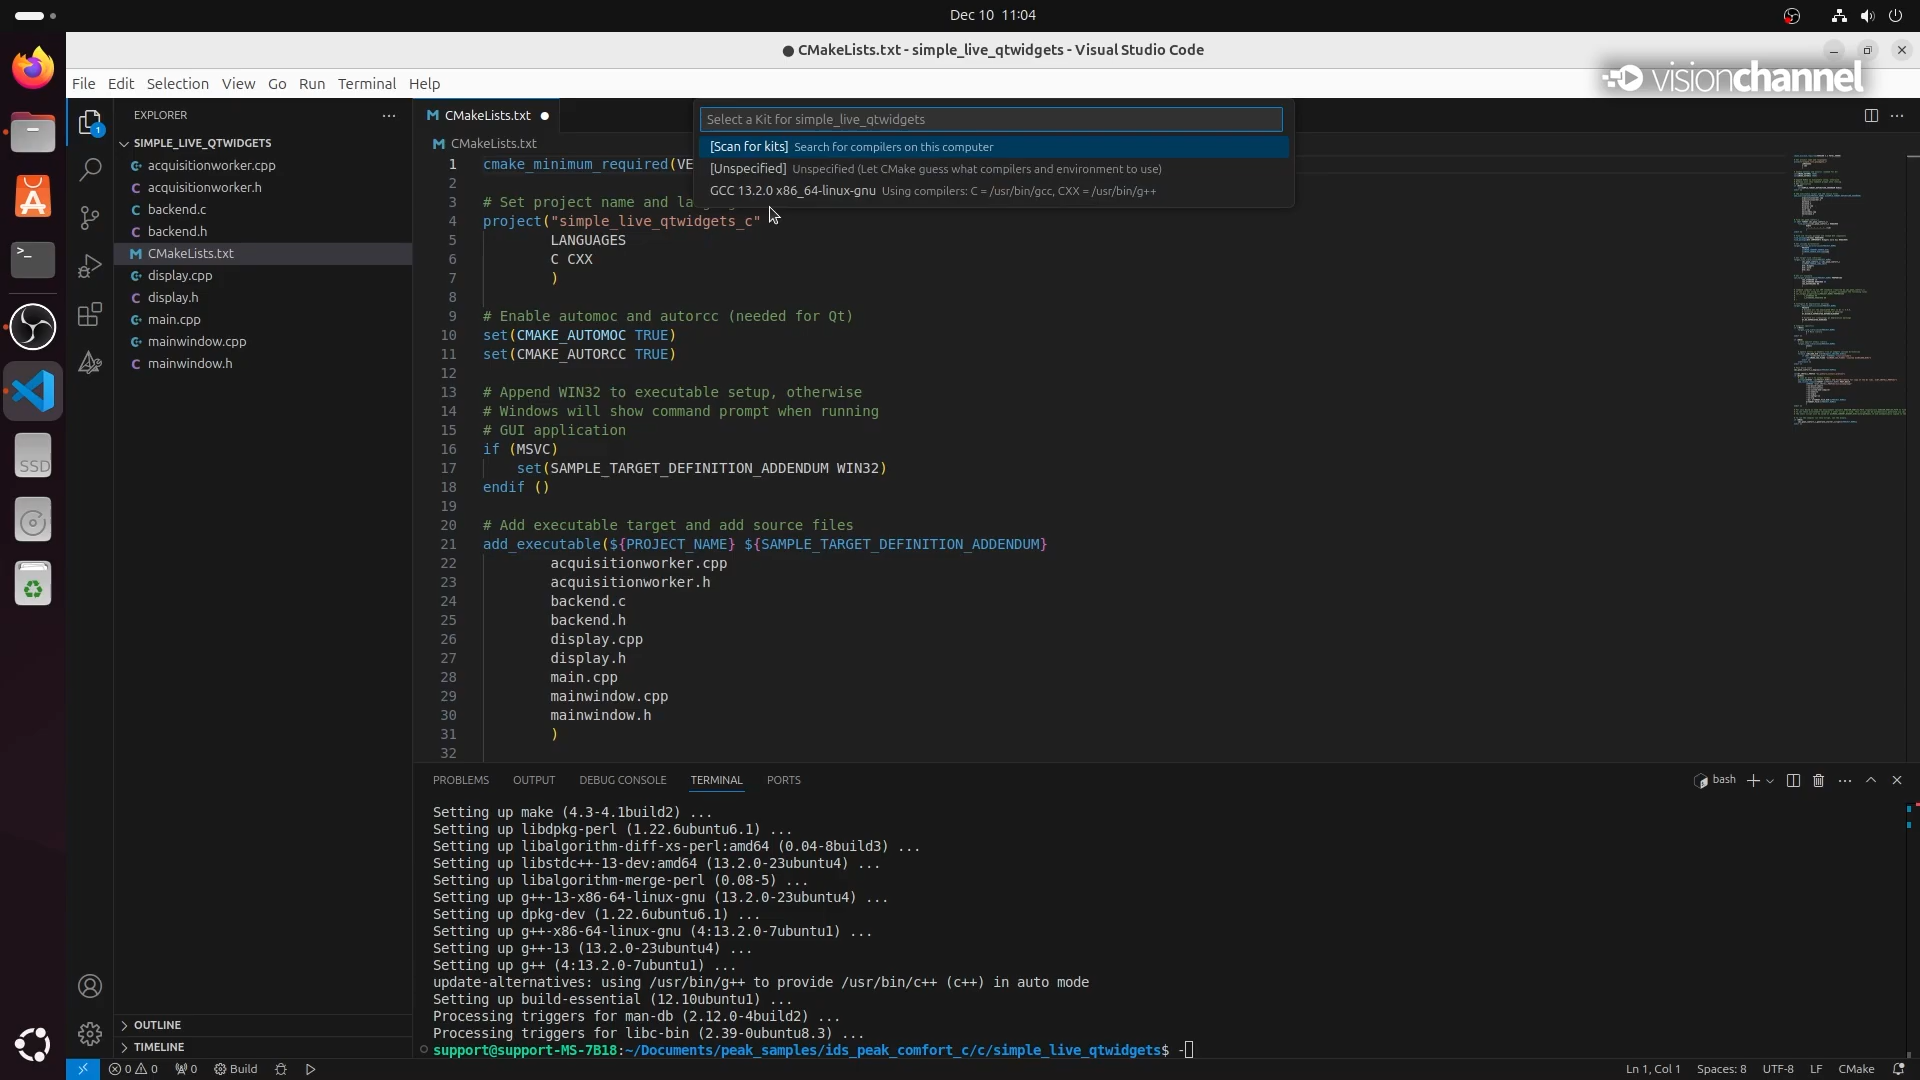 Dec 10 11:04
CMakeLists.txt - simple_live_qtwidgets - Visual Studio Code
visionchannel
File Edit Selection View Go Run Terminal Help
EXPLORER
SIMPLE_LIVE_QTWIDGETS
acquisitionworker.cpp
acquisitionworker.h
backend.c
backend.h
CMakeLists.txt
display.cpp
display.h
main.cpp
mainwindow.cpp
mainwindow.h
OUTLINE
TIMELINE
1
SSD
CMakeLists.txt
CMakeLists.txt
Select a Kit for simple_live_qtwidgets
[Scan for kits] Search for compilers on this computer
[Unspecified] Unspecified (Let CMake guess what compilers and environment to use)
GCC 13.2.0 x86_64-linux-gnu Using compilers: C = /usr/bin/gcc, CXX = /usr/bin/g++
1 cmake_minimum_required(VE
2
3 # Set project name and
4 project("simple_live_qtwidgets_c"
5 LANGUAGES
6 C CXX
7 )
8
9 # Enable automoc and autorcc (needed for Qt)
10 set(CMAKE_AUTOMOC TRUE)
11 set(CMAKE_AUTORCC TRUE)
12
13 # Append WIN32 to executable setup, otherwise
14 # Windows will show command prompt when running
15 # GUI application
16 if (MSVC)
17 set(SAMPLE_TARGET_DEFINITION_ADDENDUM WIN32)
18 endif ()
19
20 # Add executable target and add source files
21 add_executable(${PROJECT_NAME} ${SAMPLE_TARGET_DEFINITION_ADDENDUM}
22 acquisitionworker.cpp
23 acquisitionworker.h
24 backend.c
25 backend.h
26 display.cpp
27 display.h
28 main.cpp
29 mainwindow.cpp
30 mainwindow.h
31 )
32
PROBLEMS OUTPUT DEBUG CONSOLE TERMINAL PORTS
bash
Setting up make (4.3-4.1build2) ...
Setting up libdpkg-perl (1.22.6ubuntu6.1) ...
Setting up libalgorithm-diff-xs-perl:amd64 (0.04-8build3) ...
Setting up libstdc++-13-dev:amd64 (13.2.0-23ubuntu4) ...
Setting up libalgorithm-merge-perl (0.08-5) ...
Setting up g++-13-x86-64-linux-gnu (13.2.0-23ubuntu4) ...
Setting up dpkg-dev (1.22.6ubuntu6.1) ...
Setting up g++-x86-64-linux-gnu (4:13.2.0-7ubuntu1) ...
Setting up g++-13 (13.2.0-23ubuntu4) ...
Setting up g++ (4:13.2.0-7ubuntu1) ...
update-alternatives: using /usr/bin/g++ to provide /usr/bin/c++ (c++) in auto mode
Setting up build-essential (12.10ubuntu1) ...
Processing triggers for man-db (2.12.0-4build2) ...
Processing triggers for libc-bin (2.39-0ubuntu8.3) ...
support@support-MS-7B18:~/Documents/peak_samples/ids_peak_comfort_c/c/simple_live_qtwidgets$ -
0 0 0 Build
Ln 1, Col 1 Spaces: 8 UTF-8 LF CMake